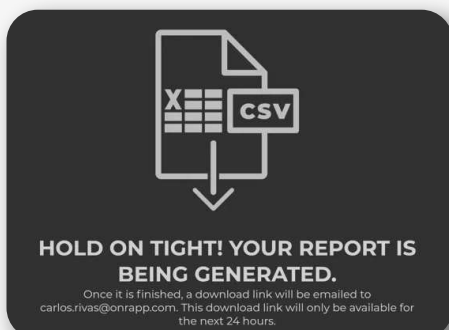 X
CSV
HOLD ON TIGHT! YOUR REPORT IS
BEING GENERATED.
Once it is finished, a download link will be emailed to
carlos.rivas@onrapp.com. This download link will only be available for
the next 24 hours.